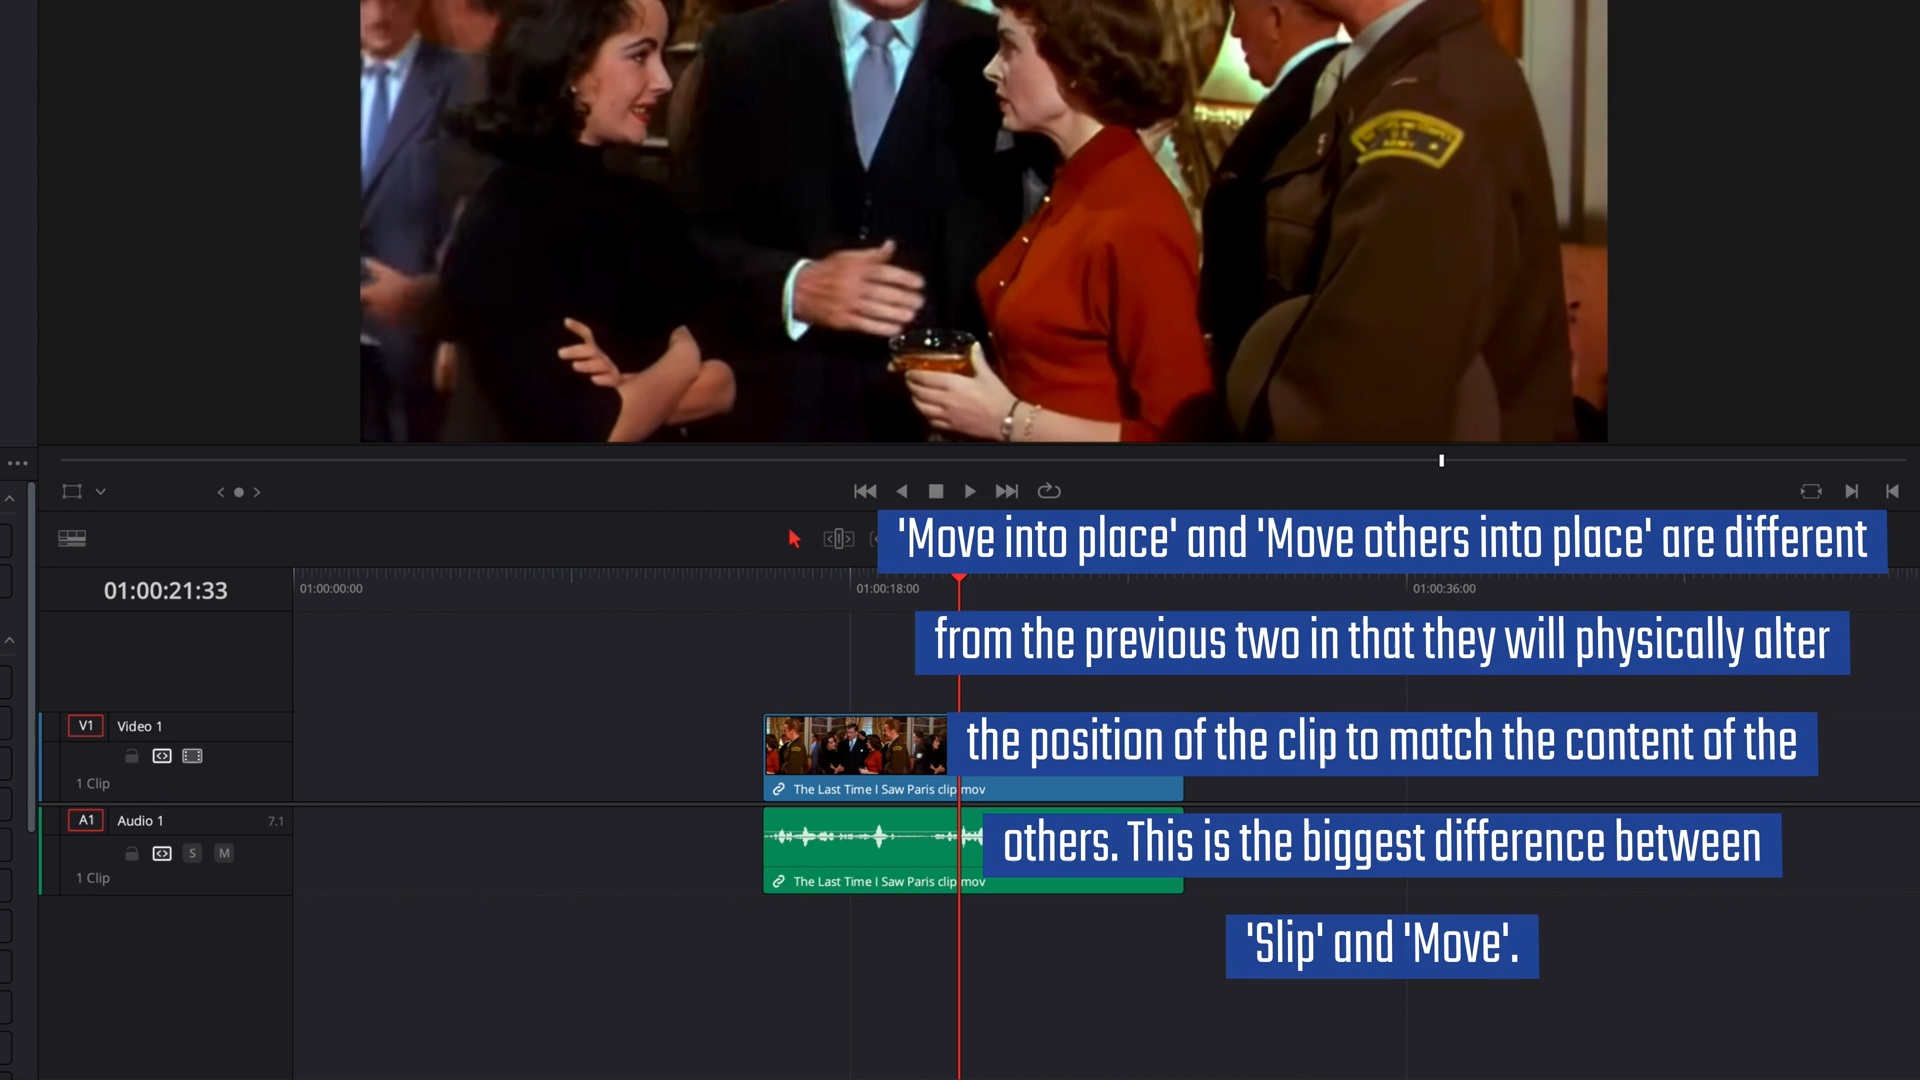 U.S.
ARMY
'Move into place' and 'Move others into place' are different
01:00:21:33
01:00:00:00
01:00:18:00
01:00:36:00
from the previous two in that they will physically alter
V1 Video 1
the position of the clip to match the content of the
1 Clip
The Last Time I Saw Paris clip.mov
A1 Audio 1 7.1
others. This is the biggest difference between
S M
1 Clip
The Last Time I Saw Paris clip.mov
'Slip' and 'Move'.